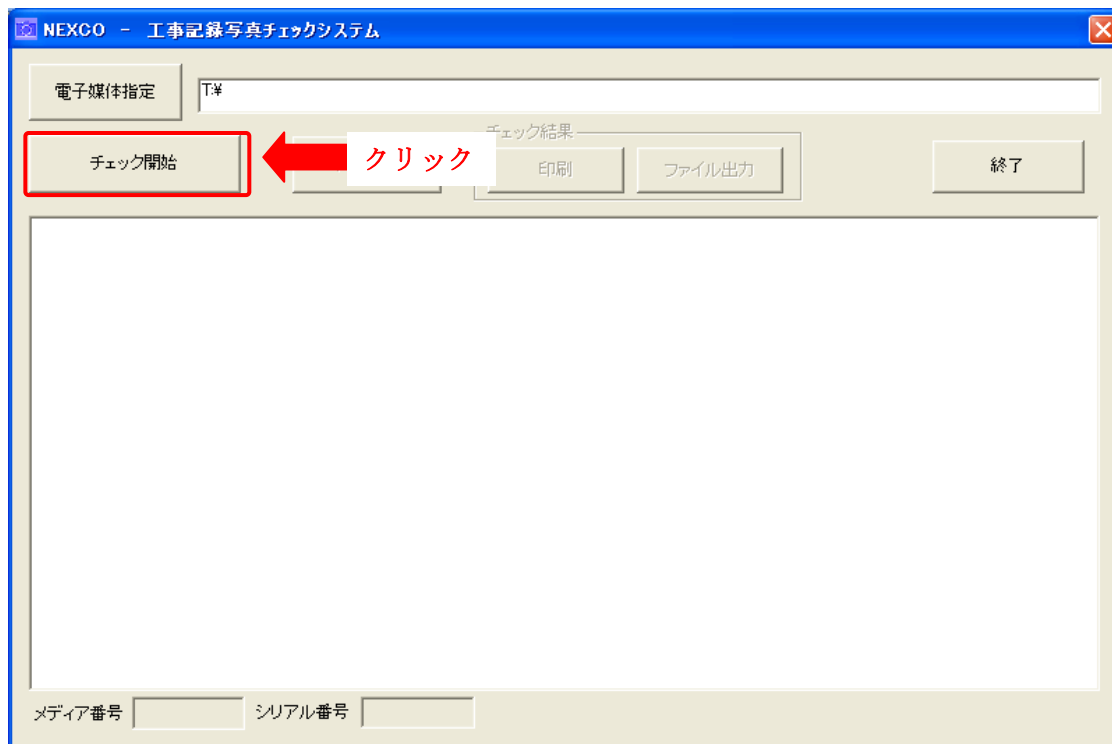 NEXCO － 工事記録写真チェックシステム
電子媒体指定
T:¥
チェック開始
クリック
チェック結果
印刷
ファイル出力
終了
メディア番号
シリアル番号